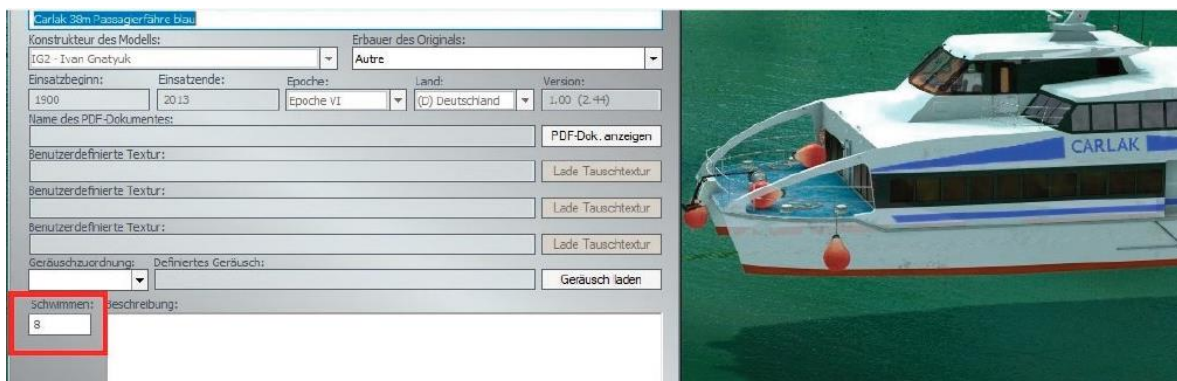 Carlak 38m Passagierfähre blau
Konstrukteur des Modells: Erbauer des Originals:
IG2 - Ivan Gnatyuk Autre
Einsatzbeginn: Einsatzende: Epoche: Land: Version:
1900 2013 Epoche VI (D) Deutschland 1.00 (2.44)
Name des PDF-Dokumentes:
PDF-Dok. anzeigen
Benutzerdefinierte Textur:
Lade Tauschtextur
Benutzerdefinierte Textur:
Lade Tauschtextur
Benutzerdefinierte Textur:
Lade Tauschtextur
Geräuschzuordnung: Definiertes Geräusch:
Geräusch laden
Schwimmen: Beschreibung:
8
CARLAK